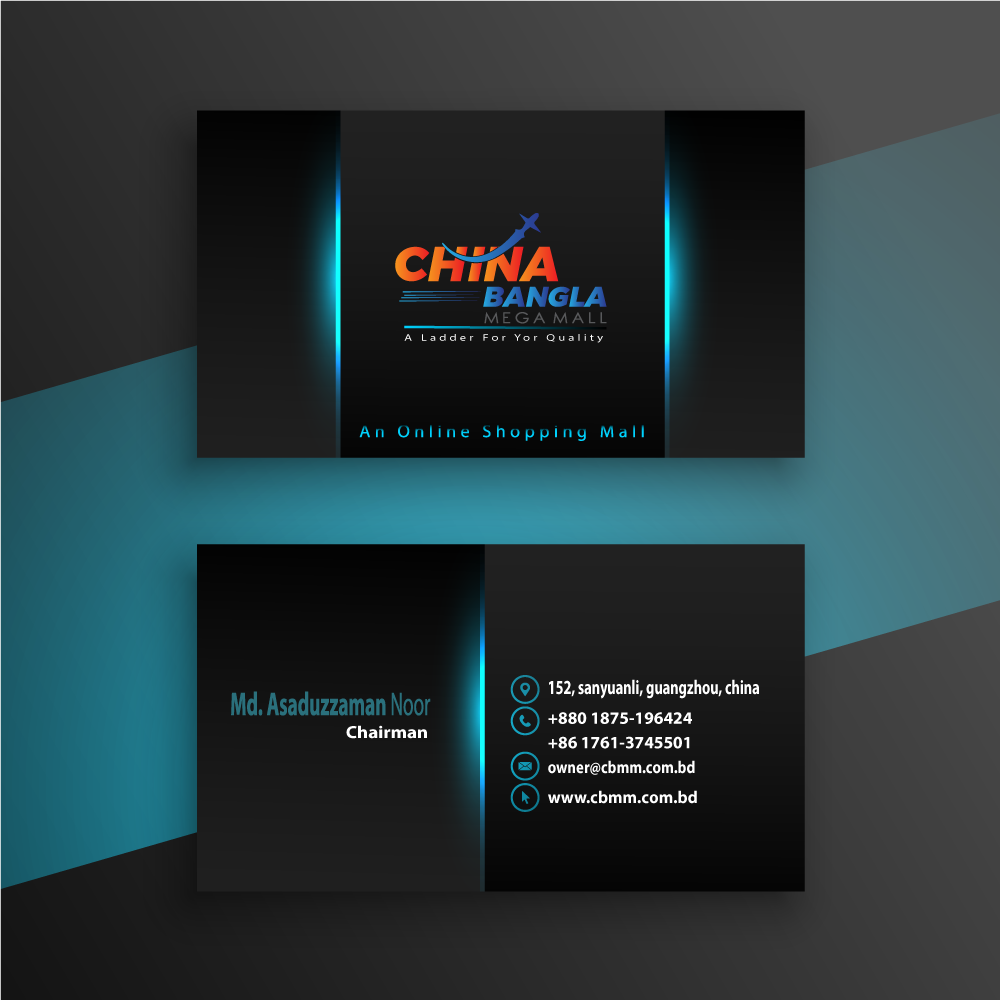 CHINA
BANGLA
MEGA MALL
A Ladder For Yor Quality
An Online Shopping Mall
Md. Asaduzzaman Noor
Chairman
152, sanyuanli, guangzhou, china
+880 1875-196424
+86 1761-3745501
owner@cbmm.com.bd
www.cbmm.com.bd